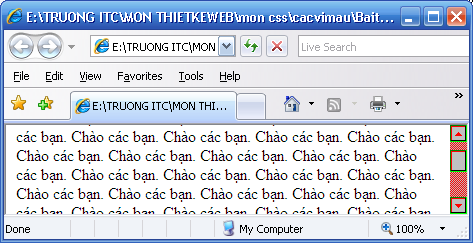 E:\TRUONG ITC\MON THIETKEWEB\mon css\cacvimau\Bait...
E:\TRUONG ITC\MON
Live Search
File Edit View Favorites Tools Help
E:\TRUONG ITC\MON THI...
các bạn. Chào các bạn. Chào các bạn. Chào các bạn.
Chào các bạn. Chào các bạn. Chào các bạn. Chào
các bạn. Chào các bạn. Chào các bạn. Chào các bạn.
Chào các bạn. Chào các bạn. Chào các bạn. Chào
các bạn. Chào các bạn. Chào các bạn. Chào các bạn.
Done My Computer 100%